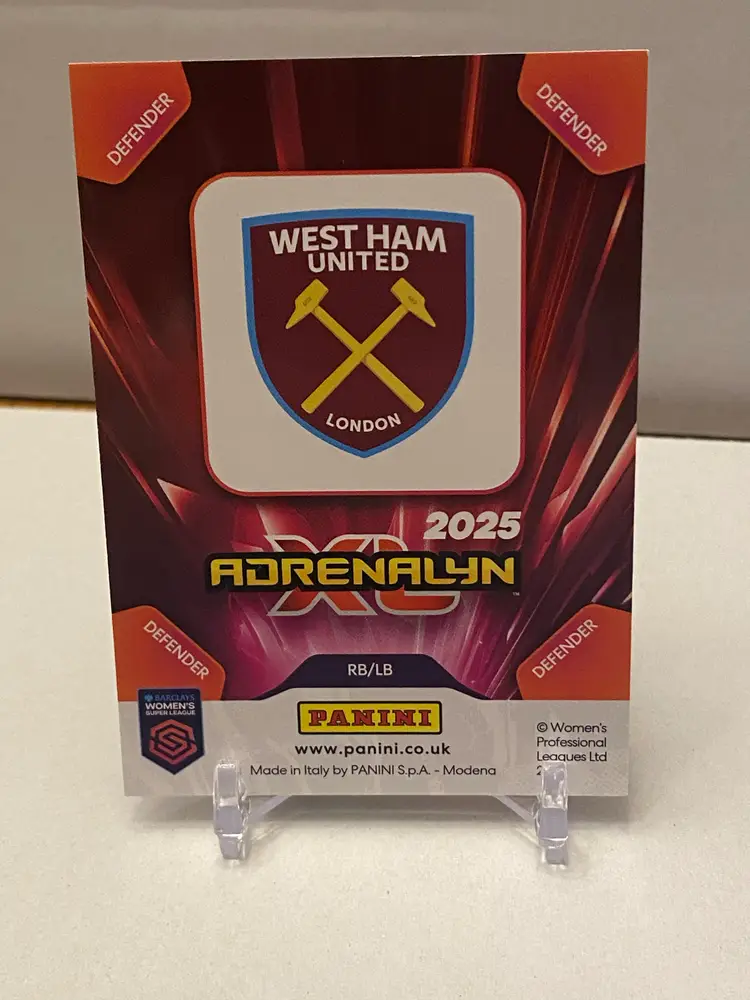 DEFENDER
DEFENDER
WEST HAM
UNITED
LONDON
2025
ADRENALYN
XL
™
DEFENDER
DEFENDER
RB/LB
BARCLAYS
WOMEN'S
SUPER LEAGUE
PANINI
www.panini.co.uk
Made in Italy by PANINI S.p.A. - Modena
© Women's
Professional
Leagues Ltd